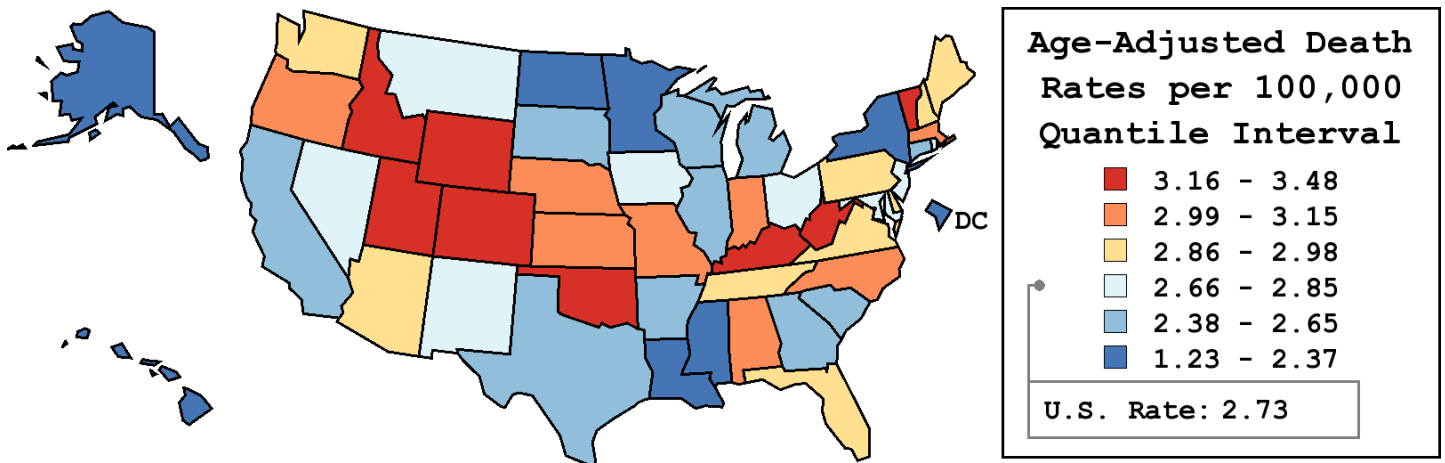 DC
Age-Adjusted Death
Rates per 100,000
Quantile Interval
3.16 - 3.48
2.99 - 3.15
2.86 - 2.98
2.66 - 2.85
2.38 - 2.65
1.23 - 2.37
U.S. Rate: 2.73